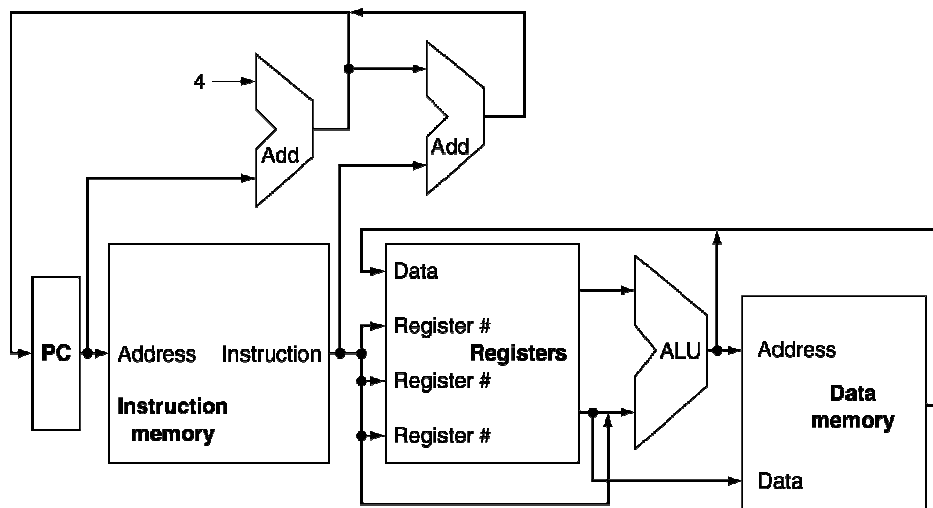 4
Add
Add
Data
PC
Address
Instruction
Register #
Registers
ALU
Address
Instruction
memory
Register #
Data
memory
Register #
Data